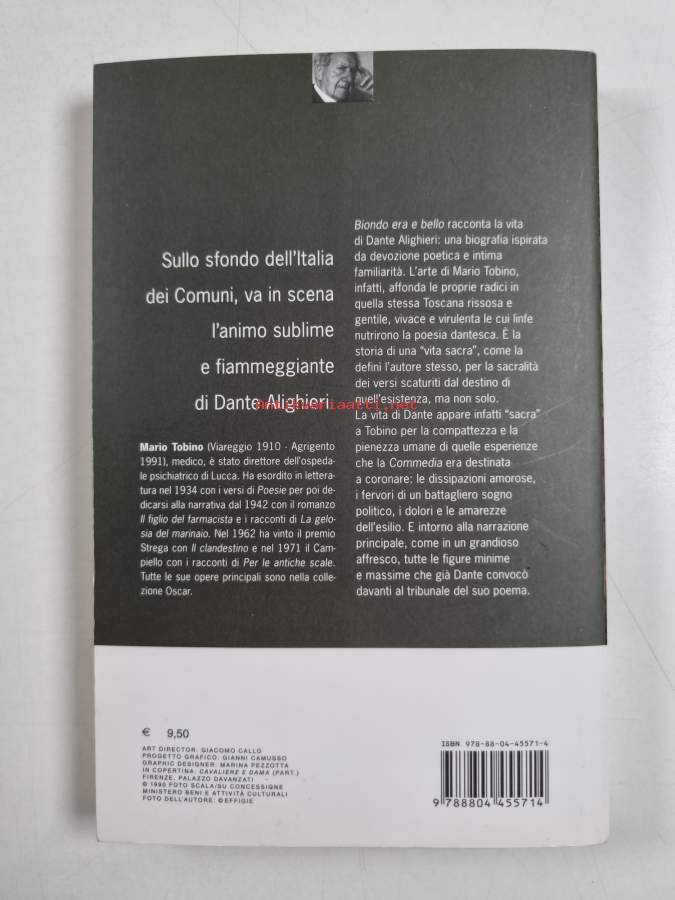 Sullo sfondo dell'Italia
dei Comuni, va in scena
l'animo sublime
e fiammeggiante
di Dante Alighieri.
antikvariaatti.net
Mario Tobino (Viareggio 1910 - Agrigento
1991), medico, è stato direttore dell'ospeda-
le psichiatrico di Lucca. Ha esordito in lettera-
tura nel 1934 con i versi di Poesie per poi de-
dicarsi alla narrativa dal 1942 con il romanzo
Il figlio del farmacista e i racconti di La gelo-
sia del marinaio. Nel 1962 ha vinto il premio
Strega con Il clandestino e nel 1971 il Cam-
piello con i racconti di Per le antiche scale.
Tutte le sue opere principali sono nella colle-
zione Oscar.
Biondo era e bello racconta la vita
di Dante Alighieri: una biografia ispirata
da devozione poetica e intima
familiarità. L'arte di Mario Tobino,
infatti, affonda le proprie radici in
quella stessa Toscana rissosa e
gentile, vivace e virulenta le cui linfe
nutrirono la poesia dantesca. È la
storia di una "vita sacra", come la
definì l'autore stesso, per la sacralità
dei versi scaturiti dal destino di
quell'esistenza, ma non solo.
La vita di Dante appare infatti "sacra"
a Tobino per la compattezza e la
pienezza umane di quelle esperienze
che la Commedia era destinata
a coronare: le dissipazioni amorose,
i fervori di un battagliero sogno
politico, i dolori e le amarezze
dell'esilio. E intorno alla narrazione
principale, come in un grandioso
affresco, tutte le figure minime
e massime che già Dante convocò
davanti al tribunale del suo poema.
€ 9,50
ART DIRECTOR: GIACOMO CALLO
PROGETTO GRAFICO: GIANNI CAMUSSO
GRAPHIC DESIGNER: MARINA PEZZOTTA
IN COPERTINA: CAVALIERE E DAMA (PART.)
FIRENZE, PALAZZO DAVANZATI
© 1990 FOTO SCALA/SU CONCESSIONE
MINISTERO BENI E ATTIVITÀ CULTURALI
FOTO DELL'AUTORE: © EFFIGIE
ISBN 978-88-04-45571-4
9 788804 455714